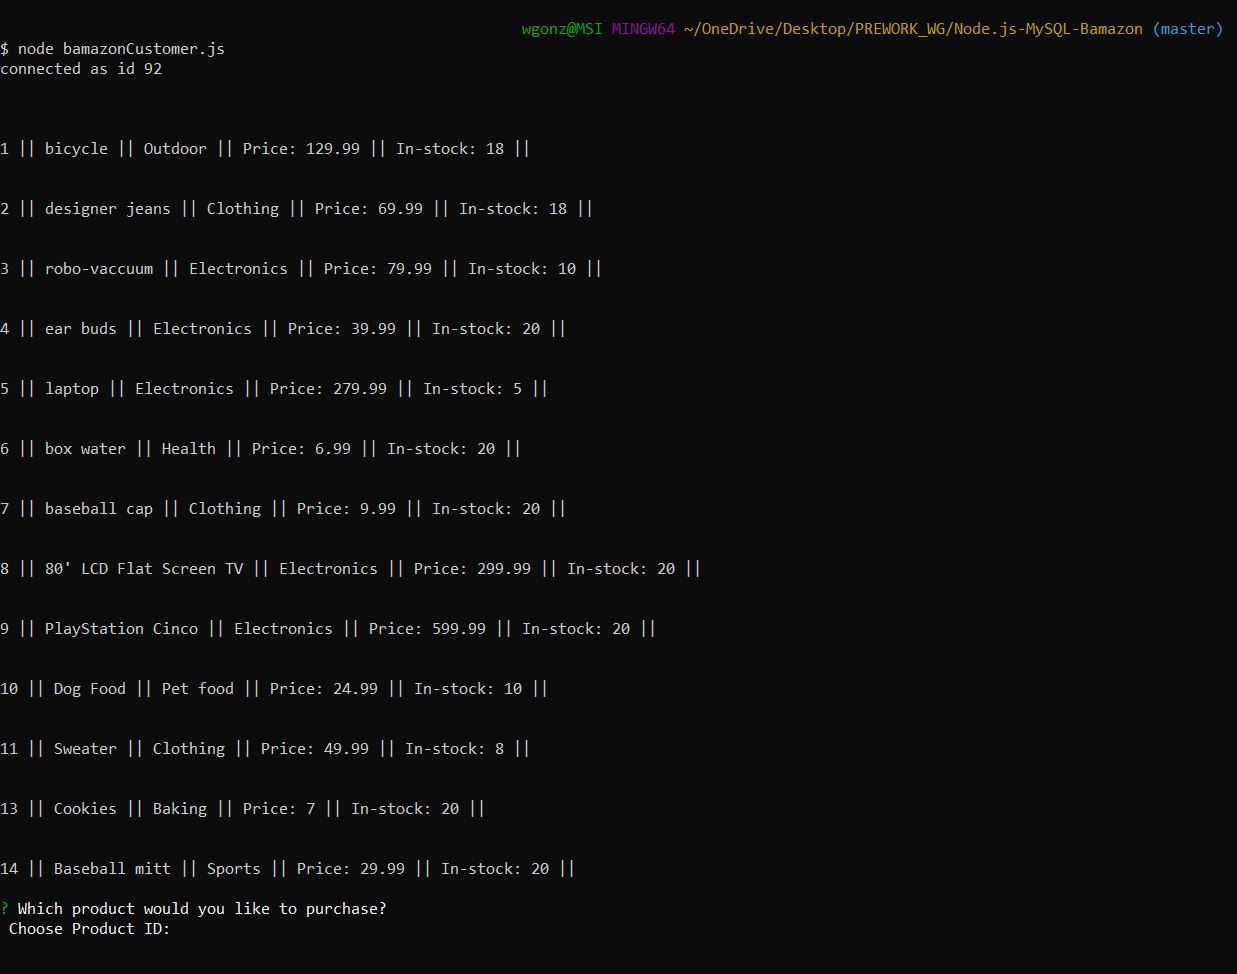 wgonz@MSI MINGW64 ~/OneDrive/Desktop/PREWORK_WG/Node.js-MySQL-Bamazon (master)
$ node bamazonCustomer.js
connected as id 92
1 || bicycle || Outdoor || Price: 129.99 || In-stock: 18 ||
2 || designer jeans || Clothing || Price: 69.99 || In-stock: 18 ||
3 || robo-vaccuum || Electronics || Price: 79.99 || In-stock: 10 ||
4 || ear buds || Electronics || Price: 39.99 || In-stock: 20 ||
5 || laptop || Electronics || Price: 279.99 || In-stock: 5 ||
6 || box water || Health || Price: 6.99 || In-stock: 20 ||
7 || baseball cap || Clothing || Price: 9.99 || In-stock: 20 ||
8 || 80' LCD Flat Screen TV || Electronics || Price: 299.99 || In-stock: 20 ||
9 || PlayStation Cinco || Electronics || Price: 599.99 || In-stock: 20 ||
10 || Dog Food || Pet food || Price: 24.99 || In-stock: 10 ||
11 || Sweater || Clothing || Price: 49.99 || In-stock: 8 ||
13 || Cookies || Baking || Price: 7 || In-stock: 20 ||
14 || Baseball mitt || Sports || Price: 29.99 || In-stock: 20 ||
? Which product would you like to purchase?
Choose Product ID: